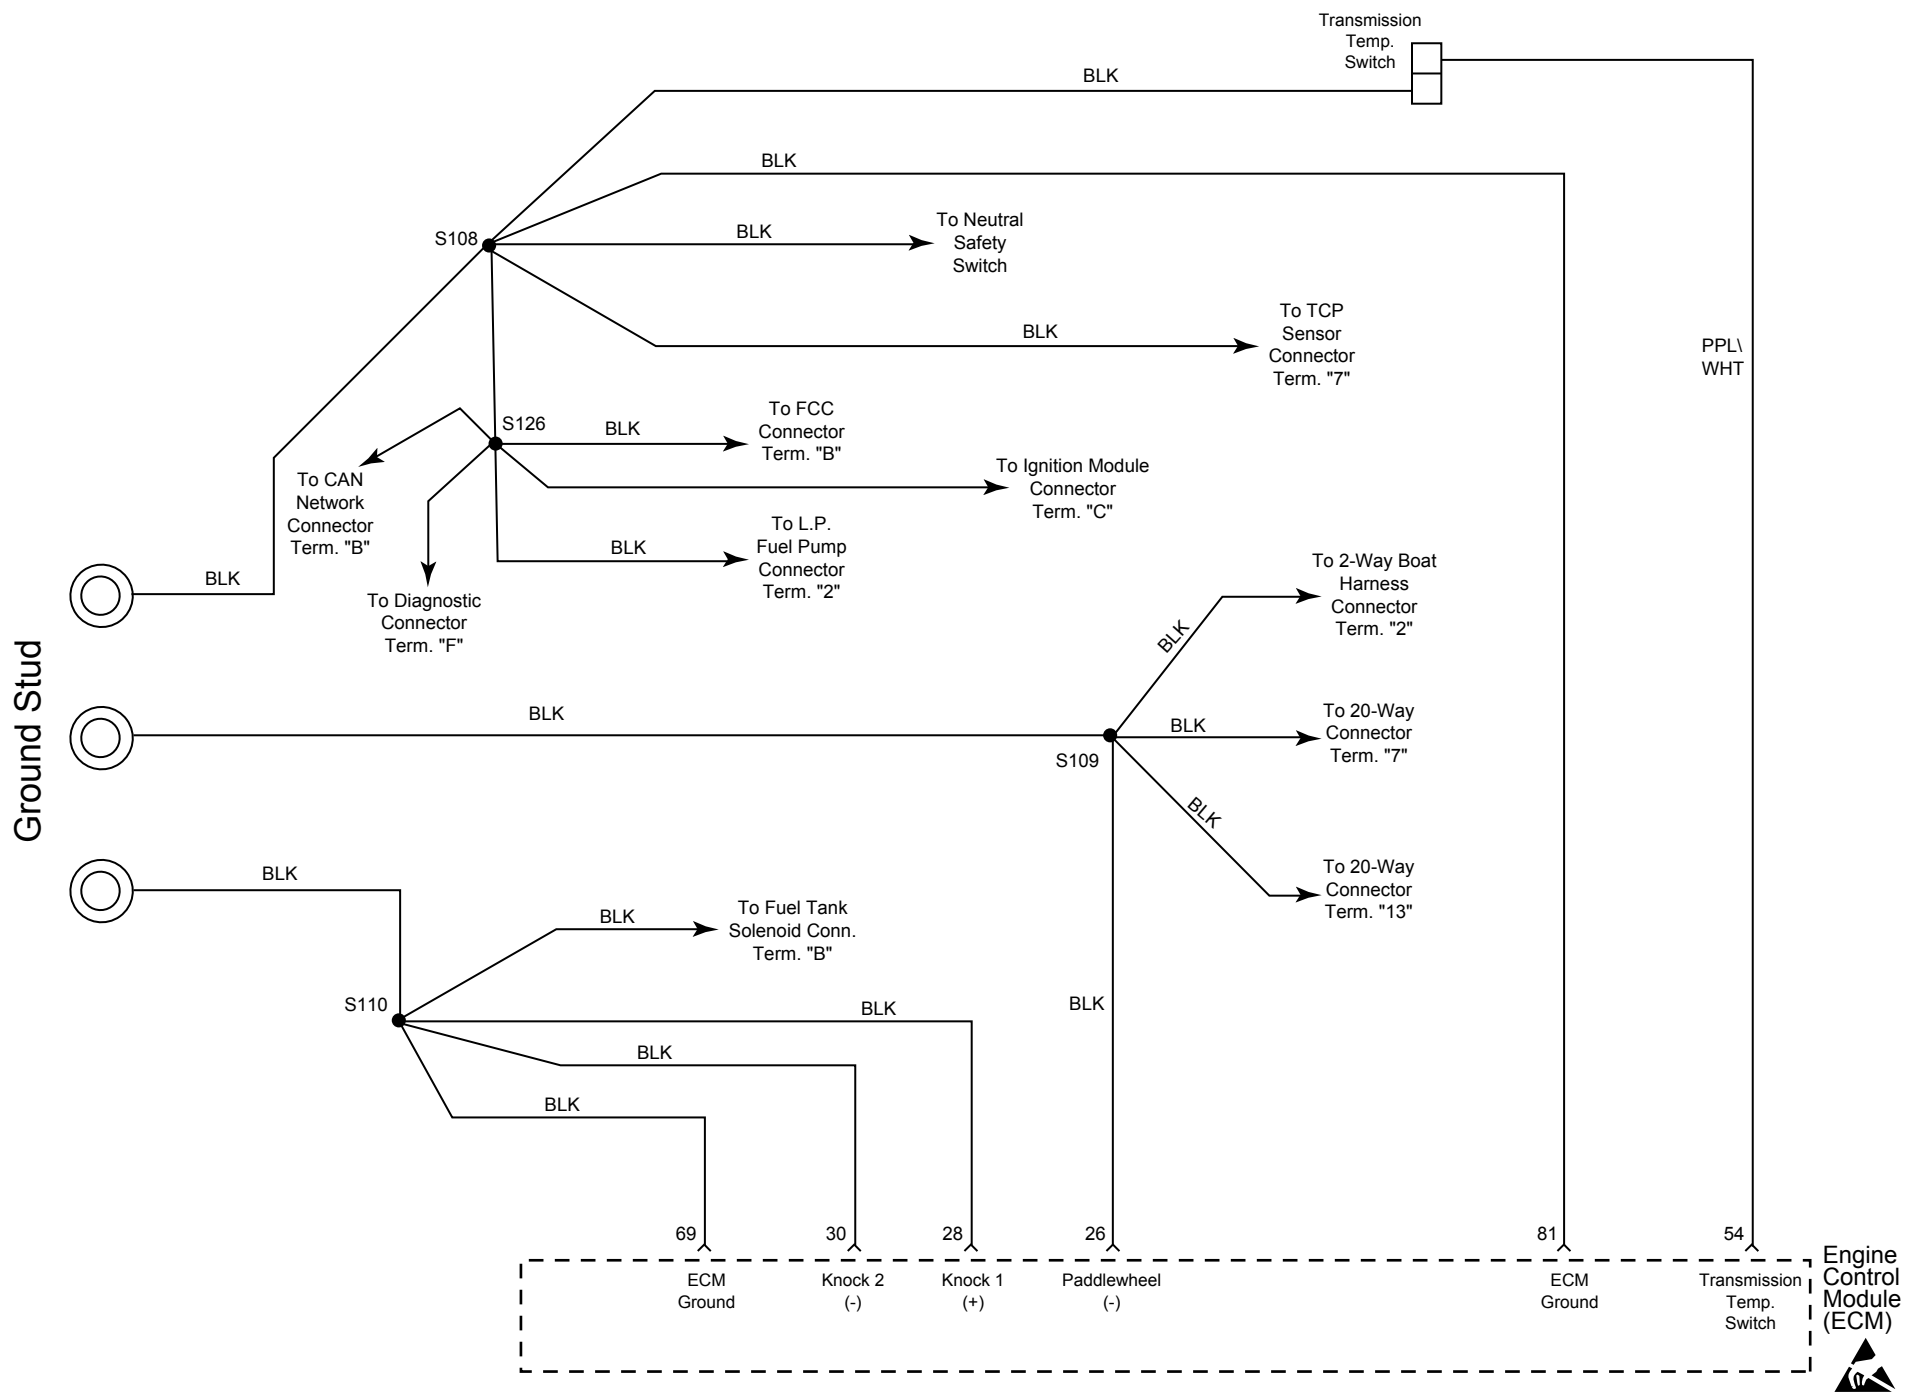 Transmission
Temp.
Switch
BLK
BLK
S108
BLK
To Neutral
Safety
Switch
BLK
To TCP
Sensor
Connector
Term. "7"
PPL\
WHT
S126
BLK
To FCC
Connector
Term. "B"
To CAN
Network
Connector
Term. "B"
To Ignition Module
Connector
Term. "C"
BLK
To L.P.
Fuel Pump
Connector
Term. "2"
BLK
To Diagnostic
Connector
Term. "F"
To 2-Way Boat
Harness
Connector
Term. "2"
BLK
Ground Stud
BLK
S109
BLK
To 20-Way
Connector
Term. "7"
BLK
To 20-Way
Connector
Term. "13"
BLK
BLK
To Fuel Tank
Solenoid Conn.
Term. "B"
S110
BLK
BLK
BLK
BLK
69
30
28
26
81
54
ECM
Ground
Knock 2
(-)
Knock 1
(+)
Paddlewheel
(-)
ECM
Ground
Transmission
Temp.
Switch
Engine
Control
Module
(ECM)